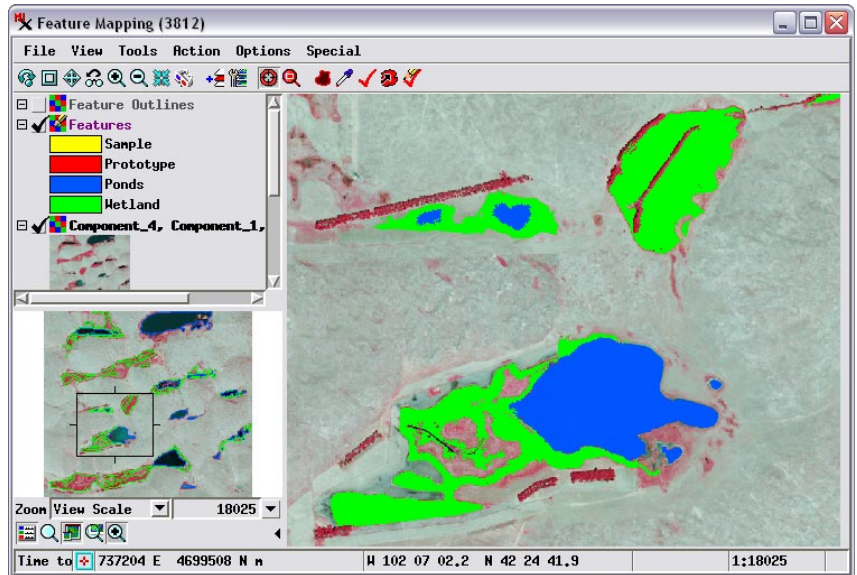 Feature Mapping (3812)
File View Tools Action Options Special
Feature Outlines
Features
Sample
Prototype
Ponds
Wetland
Component_4, Component_1,
Zoom View Scale 18025
Time to 737204 E 4699508 N m W 102 07 02.2 N 42 24 41.9 1:18025